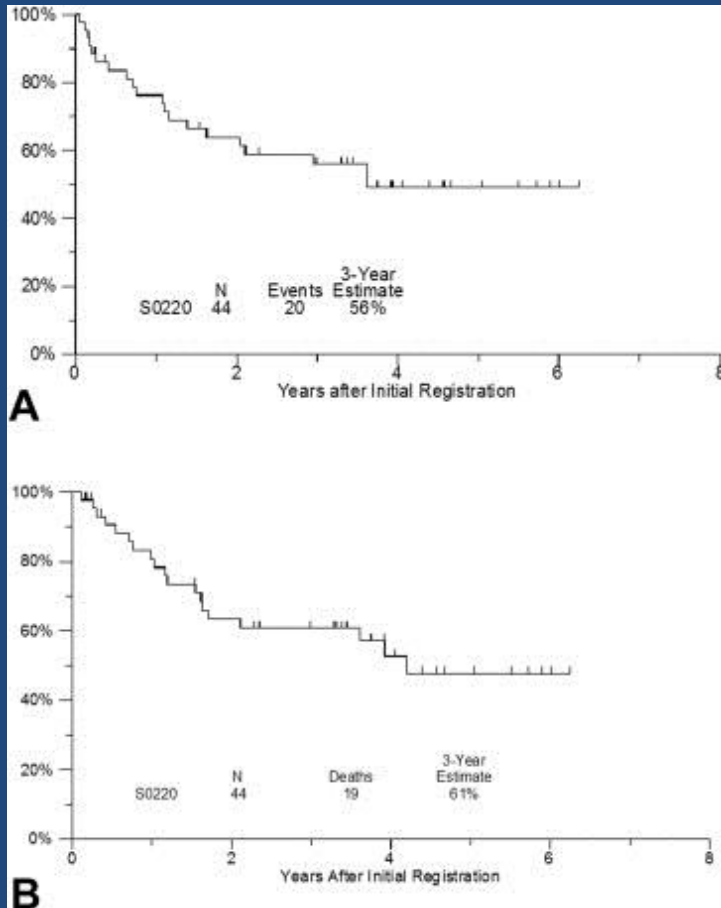 100%
80%
60%
40%
20%
0%
3-Year
N Events Estimate
S0220 44 20 56%
0 2 4 6 8
Years after Initial Registration
A
100%
80%
60%
40%
20%
0%
3-Year
N Deaths Estimate
S0220 44 19 61%
0 2 4 6 8
Years After Initial Registration
B